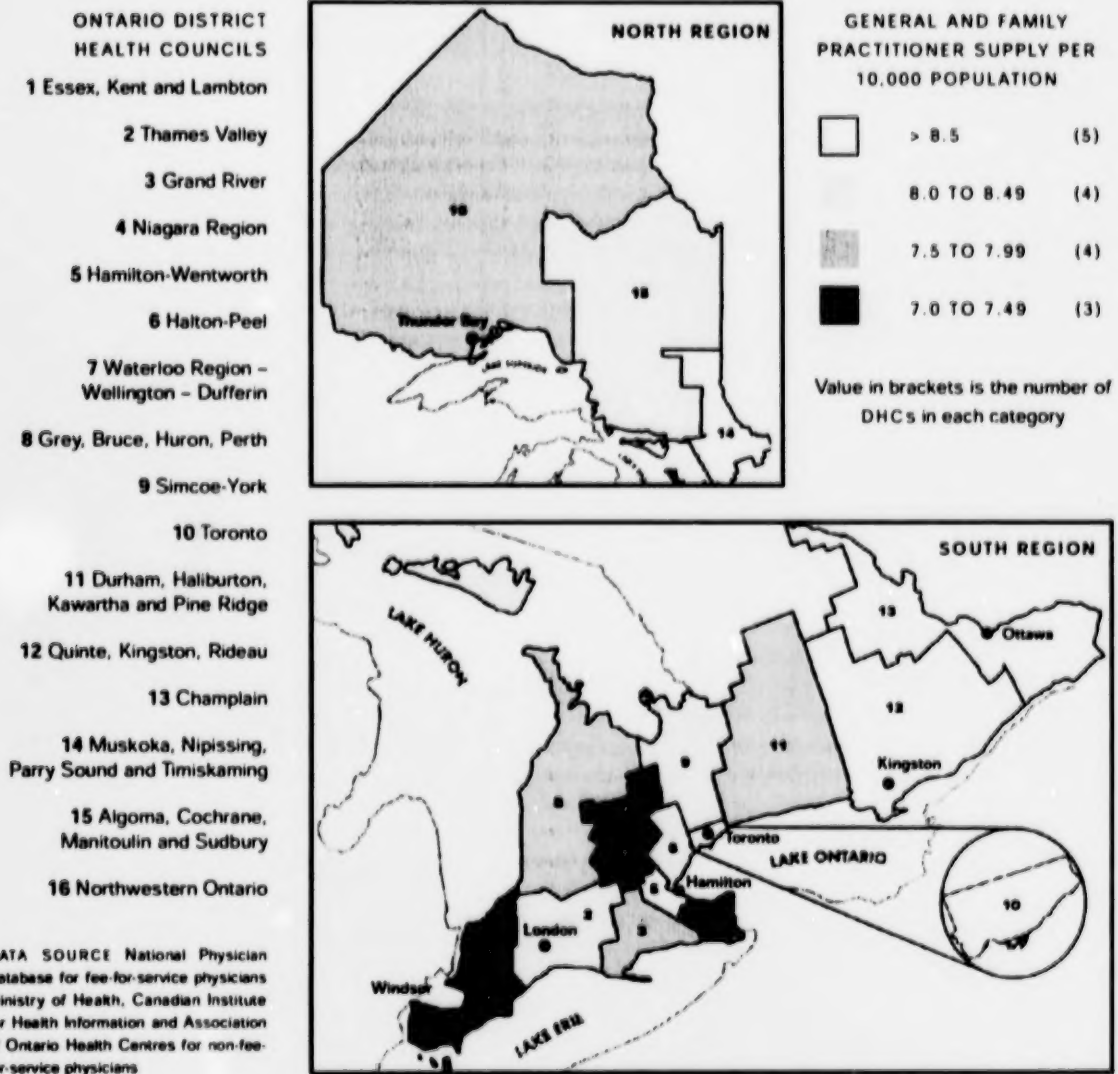 ONTARIO DISTRICT
HEALTH COUNCILS
1 Essex, Kent and Lambton
2 Thames Valley
3 Grand River
4 Niagara Region
5 Hamilton-Wentworth
6 Halton-Peel
7 Waterloo Region –
Wellington – Dufferin
8 Grey, Bruce, Huron, Perth
9 Simcoe-York
10 Toronto
11 Durham, Haliburton,
Kawartha and Pine Ridge
12 Quinte, Kingston, Rideau
13 Champlain
14 Muskoka, Nipissing,
Parry Sound and Timiskaming
15 Algoma, Cochrane,
Manitoulin and Sudbury
16 Northwestern Ontario
ATA SOURCE National Physician
atabase for fee-for-service physicians
inistry of Health, Canadian Institute
r Health Information and Association
f Ontario Health Centres for non-fee-
r-service physicians
NORTH REGION
16
15
Thunder Bay
LAKE SUPERIOR
14
GENERAL AND FAMILY
PRACTITIONER SUPPLY PER
10,000 POPULATION
> 8.5 (5)
8.0 TO 8.49 (4)
7.5 TO 7.99 (4)
7.0 TO 7.49 (3)
Value in brackets is the number of
DHCs in each category
SOUTH REGION
LAKE HURON
13
Ottawa
12
9
11
Kingston
8
Toronto
6
LAKE ONTARIO
Hamilton
5
10
2
London
3
Windsor
LAKE ERIE